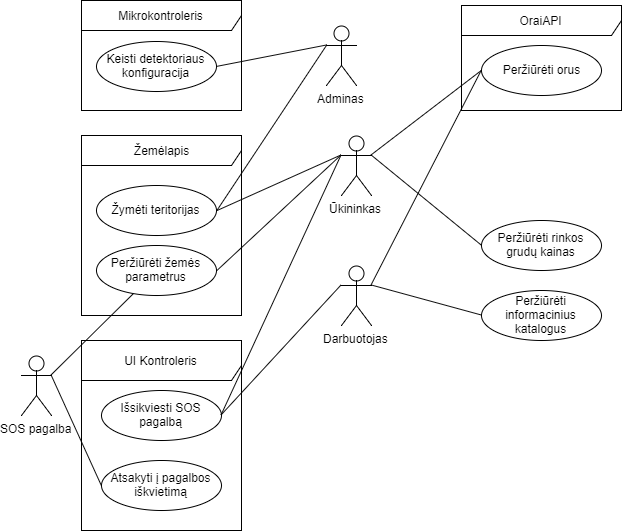 Mikrokontroleris
Keisti detektoriaus
konfiguracija
Adminas
OraiAPI
Peržiūrėti orus
Žemėlapis
Žymėti teritorijas
Peržiūrėti žemės
parametrus
Ūkininkas
Peržiūrėti rinkos
grudų kainas
Peržiūrėti
informacinius
katalogus
Darbuotojas
UI Kontroleris
Išsikviesti SOS
pagalbą
SOS pagalba
Atsakyti į pagalbos
iškvietimą